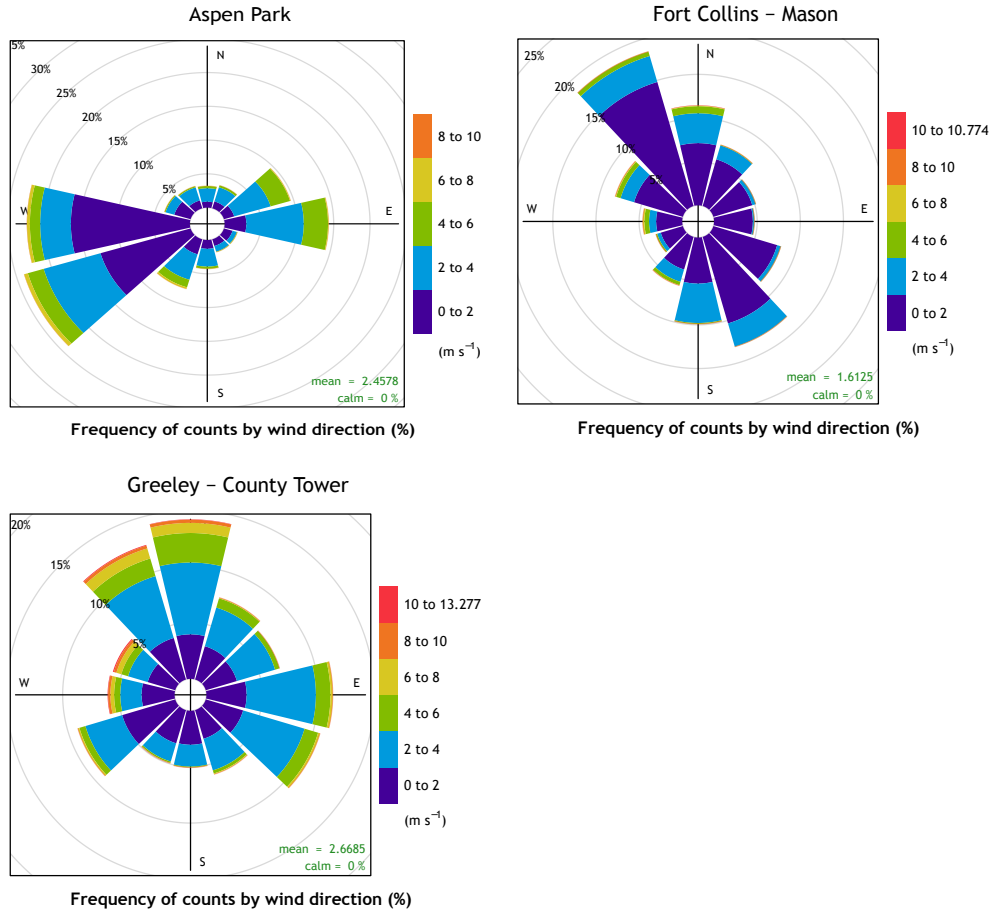 Aspen Park
5%
30%
25%
20%
15%
10%
5%
N
W
E
S
8 to 10
6 to 8
4 to 6
2 to 4
0 to 2
(m s⁻¹)
mean = 2.4578
calm = 0 %
Frequency of counts by wind direction (%)
Fort Collins − Mason
25%
20%
15%
10%
5%
N
W
E
S
10 to 10.774
8 to 10
6 to 8
4 to 6
2 to 4
0 to 2
(m s⁻¹)
mean = 1.6125
calm = 0 %
Frequency of counts by wind direction (%)
Greeley − County Tower
20%
15%
10%
5%
W
E
S
10 to 13.277
8 to 10
6 to 8
4 to 6
2 to 4
0 to 2
(m s⁻¹)
mean = 2.6685
calm = 0 %
Frequency of counts by wind direction (%)